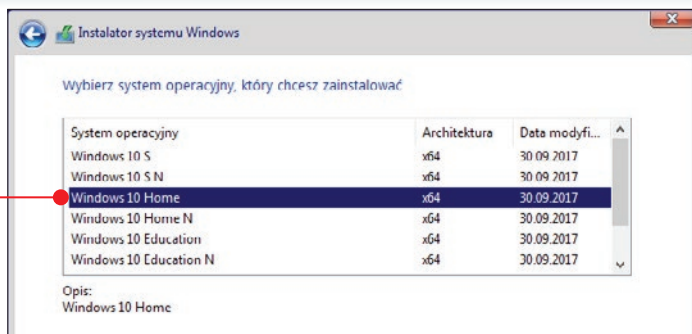 Instalator systemu Windows
Wybierz system operacyjny, który chcesz zainstalować
System operacyjny Architektura Data modyfi...
Windows 10 S x64 30.09.2017
Windows 10 S N x64 30.09.2017
Windows 10 Home x64 30.09.2017
Windows 10 Home N x64 30.09.2017
Windows 10 Education x64 30.09.2017
Windows 10 Education N x64 30.09.2017
Opis:
Windows 10 Home